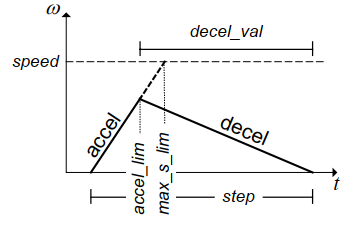 ω
decel_val
speed
accel
decel
accel_lim
max_s_lim
step
t